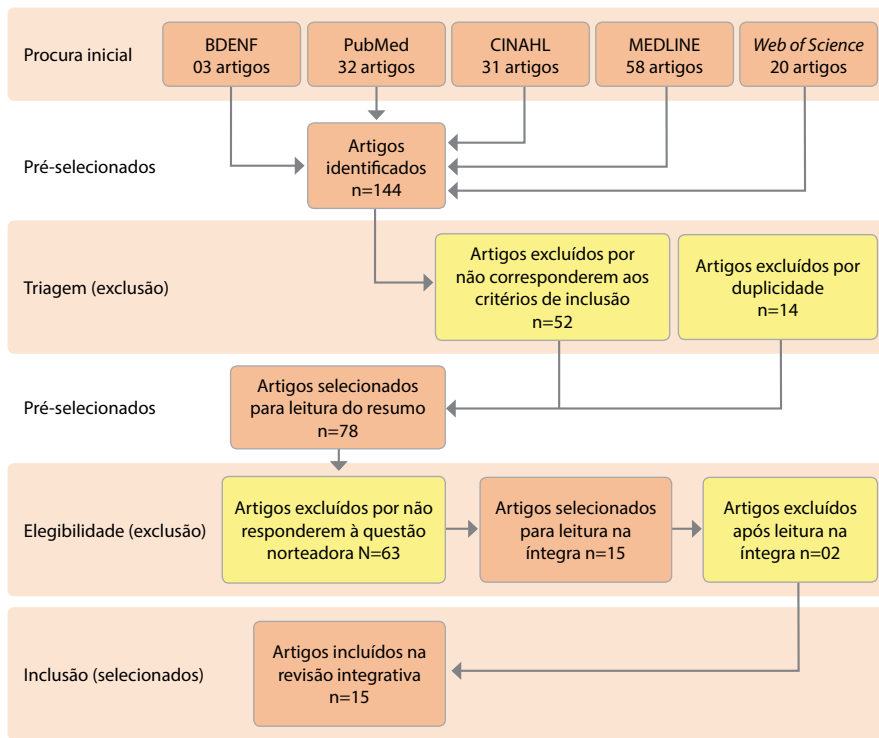 Procura inicial
BDENF
03 artigos
PubMed
32 artigos
CINAHL
31 artigos
MEDLINE
58 artigos
Web of Science
20 artigos
Pré-selecionados
Artigos
identificados
n=144
Triagem (exclusão)
Artigos excluídos por
não corresponderem aos
critérios de inclusão
n=52
Artigos excluídos por
duplicidade
n=14
Pré-selecionados
Artigos selecionados
para leitura do resumo
n=78
Elegibilidade (exclusão)
Artigos excluídos por não
responderem à questão
norteadora N=63
Artigos selecionados
para leitura na
íntegra n=15
Artigos excluídos
após leitura na
íntegra n=02
Inclusão (selecionados)
Artigos incluídos na
revisão integrativa
n=15